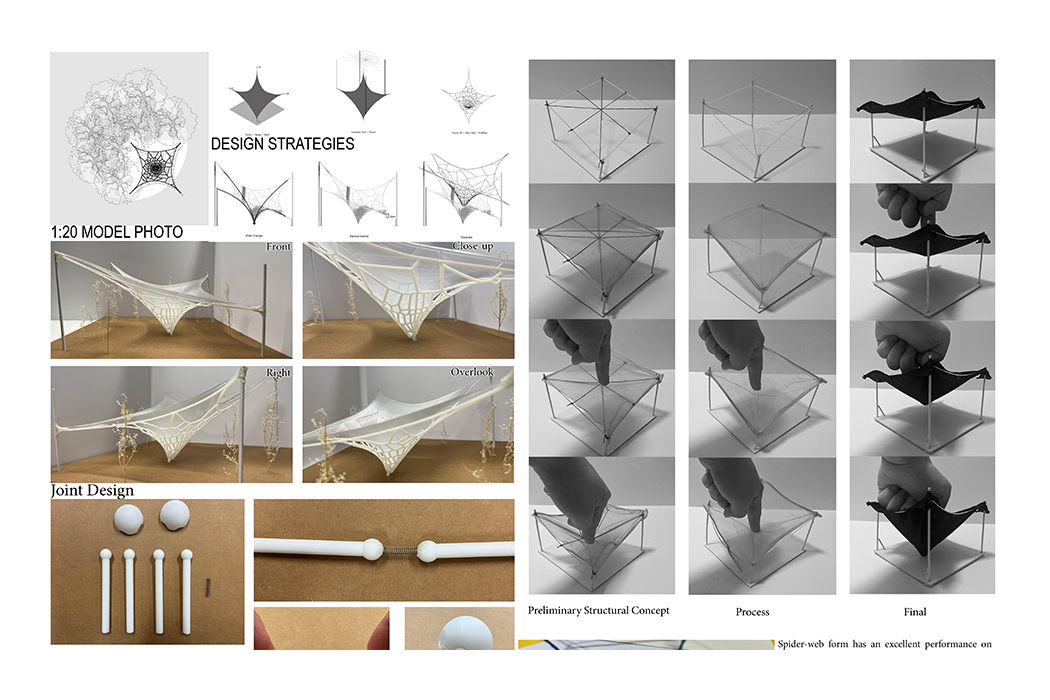 DESIGN STRATEGIES
1:20 MODEL PHOTO
Front
Close-up
Right
Overlook
Joint Design
Preliminary Structural Concept
Process
Final
Spider-web form has an excellent performance on